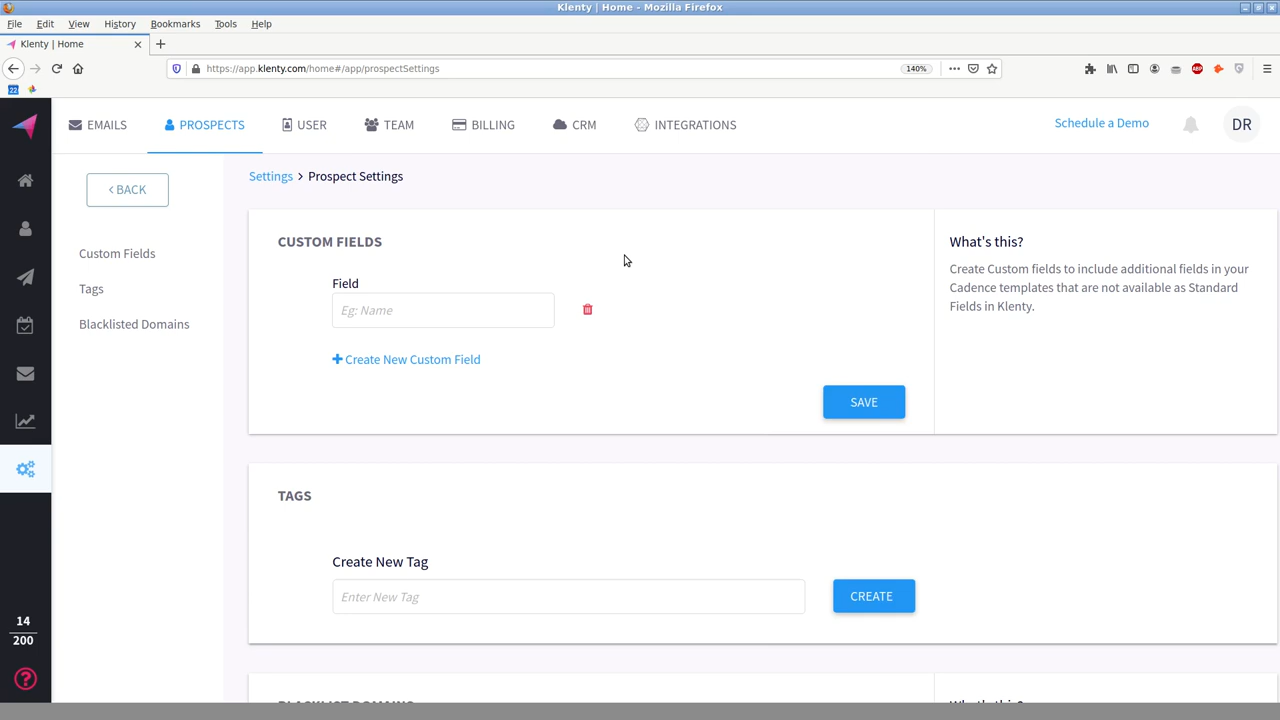 Klenty | Home - Mozilla Firefox
File Edit View History Bookmarks Tools Help
Klenty | Home
https://app.klenty.com/home#/app/prospectSettings
140%
22
ABP
EMAILS PROSPECTS USER TEAM BILLING CRM INTEGRATIONS
Schedule a Demo
DR
BACK
Settings > Prospect Settings
Custom Fields
Tags
Blacklisted Domains
CUSTOM FIELDS
Field
Eg: Name
Create New Custom Field
SAVE
What's this?
Create Custom fields to include additional fields in your
Cadence templates that are not available as Standard
Fields in Klenty.
TAGS
Create New Tag
Enter New Tag
CREATE
14
200